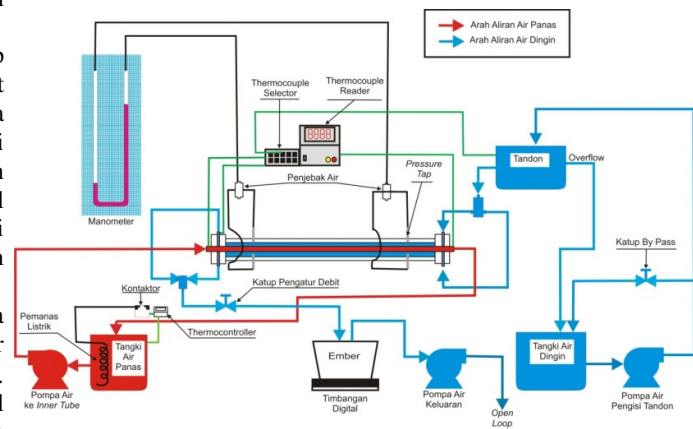 Arah Aliran Air Panas
Arah Aliran Air Dingin
Thermocouple
Selector
Thermocouple
Reader
8888
Penjebak Air
Pressure
Tap
Tandon
Overflow
Manometer
Katup By Pass
Kontaktor
Katup Pengatur Debit
Pemanas
Listrik
Thermocontroller
Tangki
Air
Panas
Ember
Tangki Air
Dingin
Pompa Air
ke Inner Tube
Timbangan
Digital
Pompa Air
Keluaran
Open
Loop
Pompa Air
Pengisi Tandon